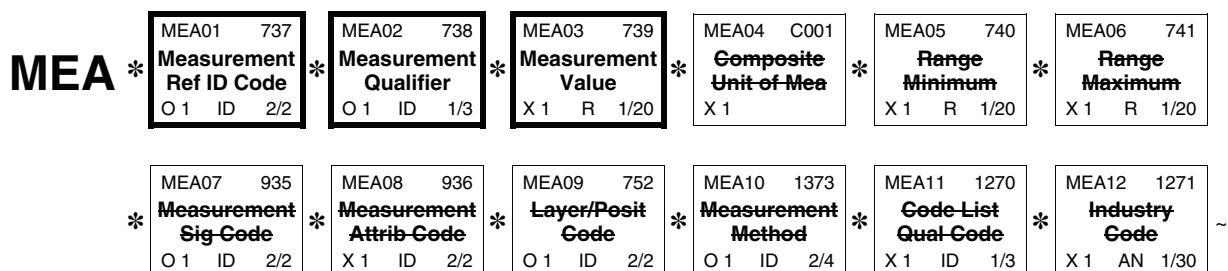 MEA01 737 MEA02 738 MEA03 739 MEA04 C001 MEA05 740 MEA06 741
MEA * Measurement * Measurement * Measurement * Composite * Range * Range
Ref ID Code Qualifier Value Unit of Mea Minimum Maximum
O 1 ID 2/2 O 1 ID 1/3 X 1 R 1/20 X 1 X 1 R 1/20 X 1 R 1/20
MEA07 935 MEA08 936 MEA09 752 MEA10 1373 MEA11 1270 MEA12 1271
* Measurement * Measurement * Layer/Posit * Measurement * Code List * Industry ~
Sig Code Attrib Code Code Method Qual Code Code
O 1 ID 2/2 X 1 ID 2/2 O 1 ID 2/2 O 1 ID 2/4 X 1 ID 1/3 X 1 AN 1/30